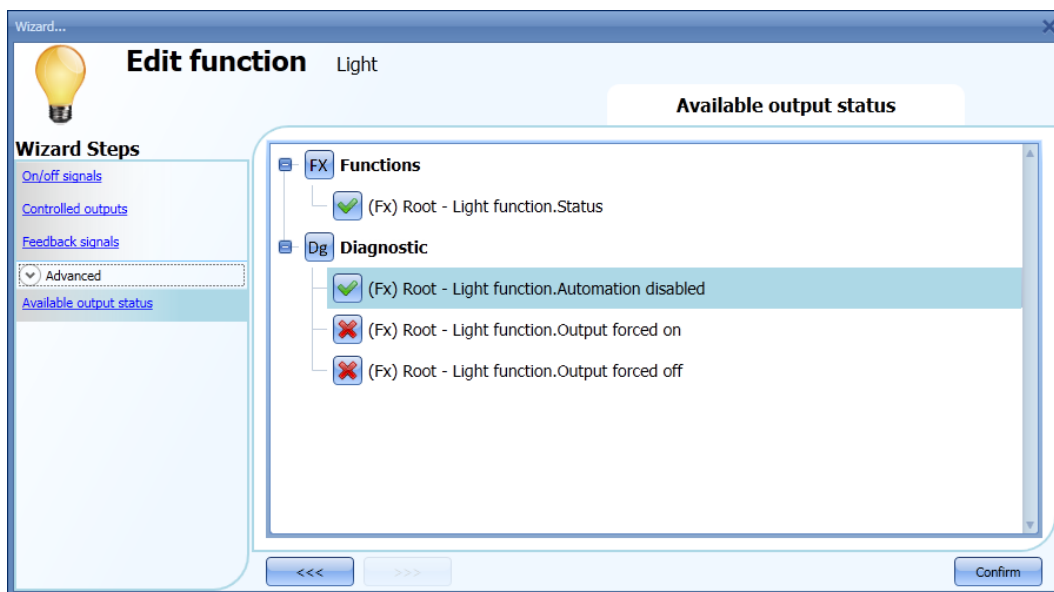 Wizard...
Edit function Light
Available output status
Wizard Steps
On/off signals
Controlled outputs
Feedback signals
Advanced
Available output status
FX Functions
(Fx) Root - Light function.Status
Dg Diagnostic
(Fx) Root - Light function.Automation disabled
(Fx) Root - Light function.Output forced on
(Fx) Root - Light function.Output forced off
<<< >>> Confirm